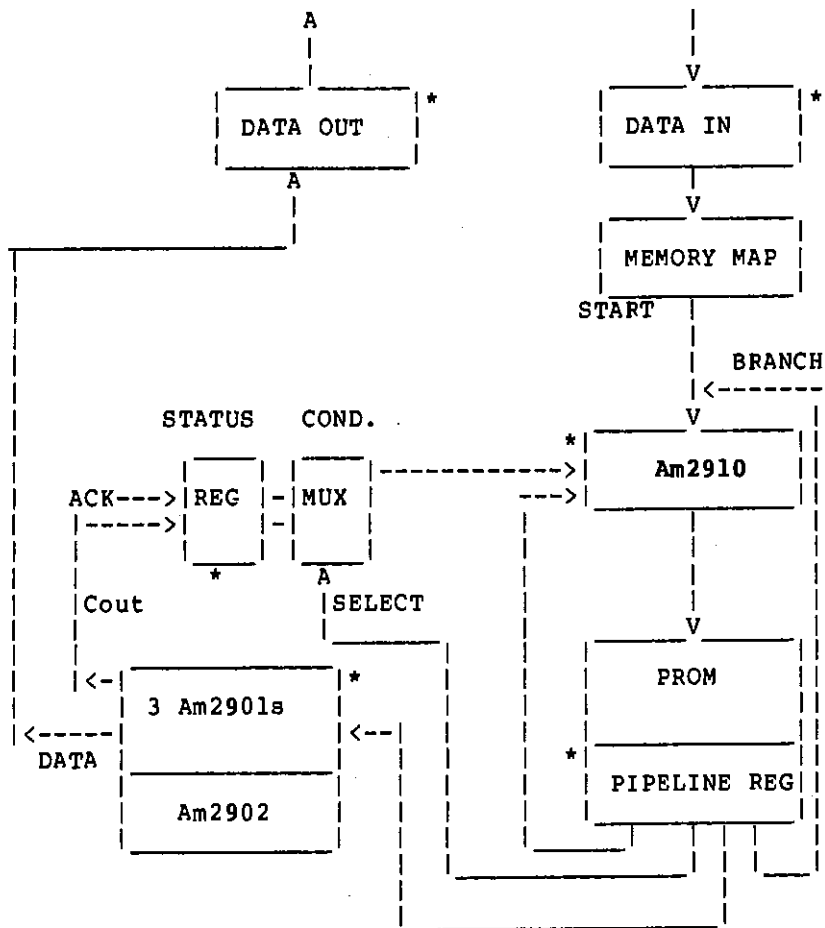 DATA OUT
*
DATA IN
*
MEMORY MAP
START
BRANCH
STATUS COND.
*
Am2910
ACK
REG
MUX
*
Cout
SELECT
3 Am2901s
*
PROM
DATA
*
PIPELINE REG
Am2902